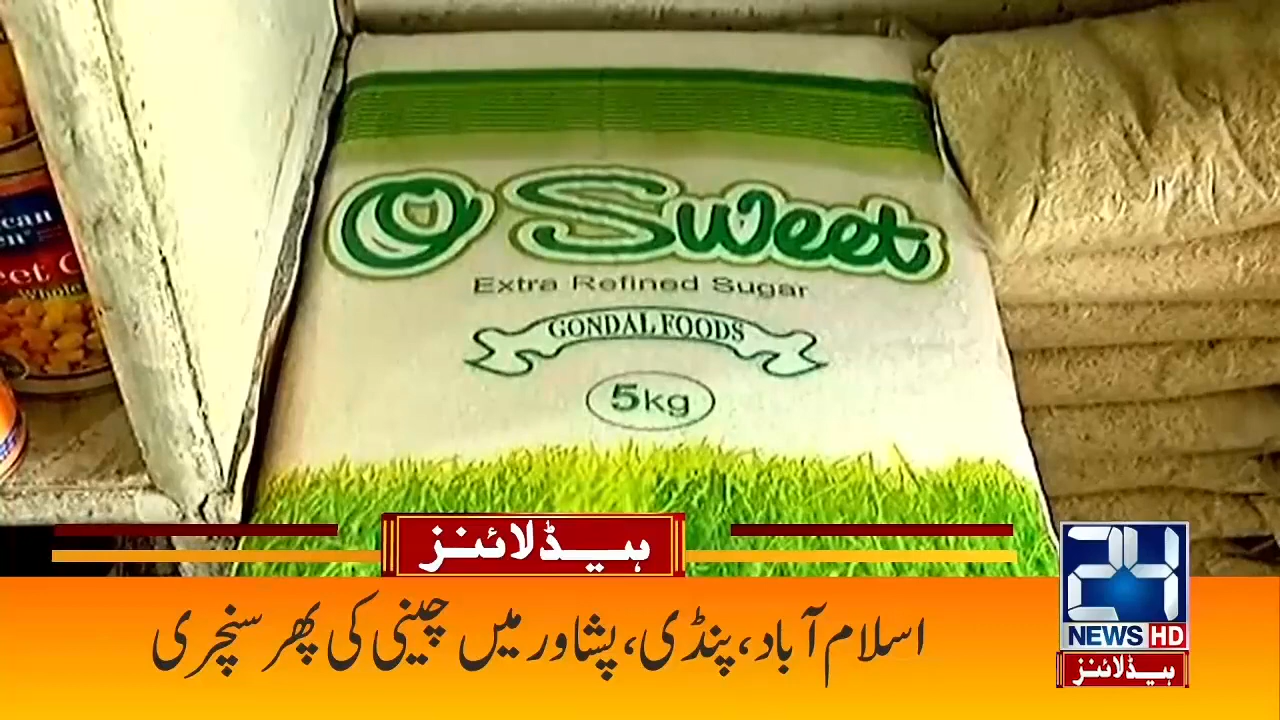 O Sweet
Extra Refined Sugar
GONDAL FOODS
5kg
Whole
ہیڈلائنز
اسلام آباد، پنڈی، پشاور میں چینی کی پھر سنچری
24
NEWS HD
ہیڈلائنز